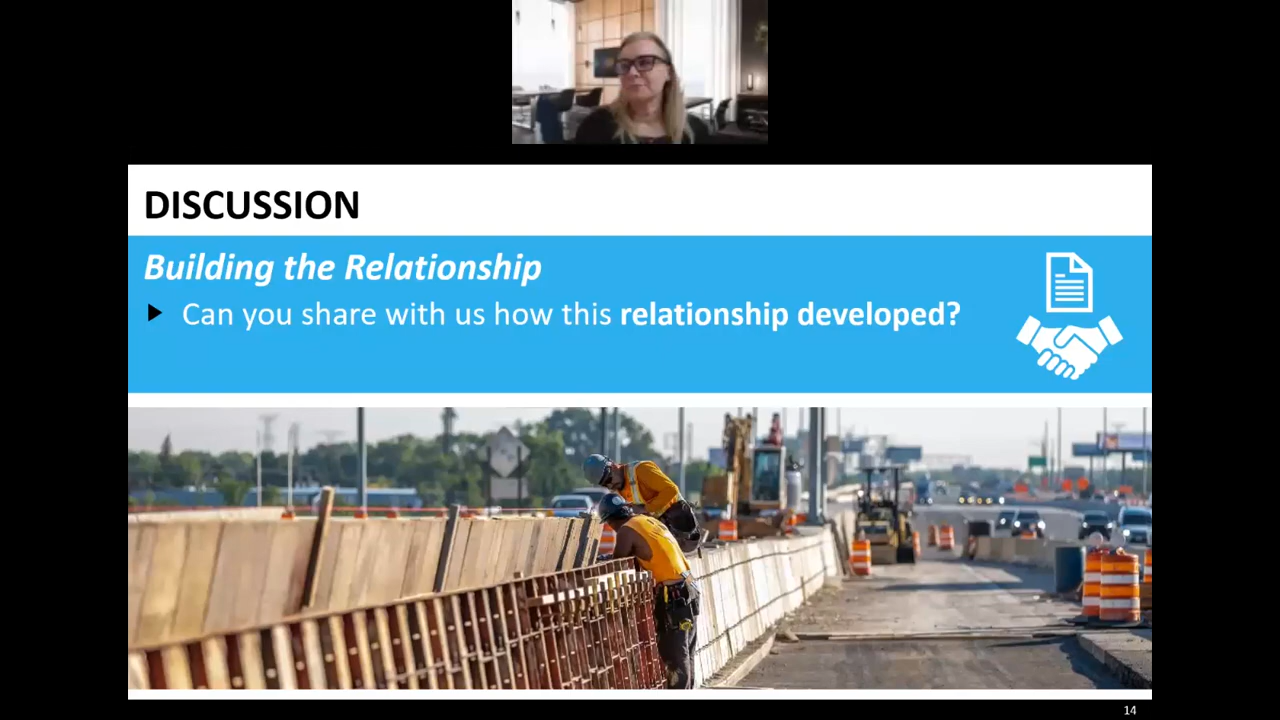 DISCUSSION
Building the Relationship
Can you share with us how this relationship developed?
14